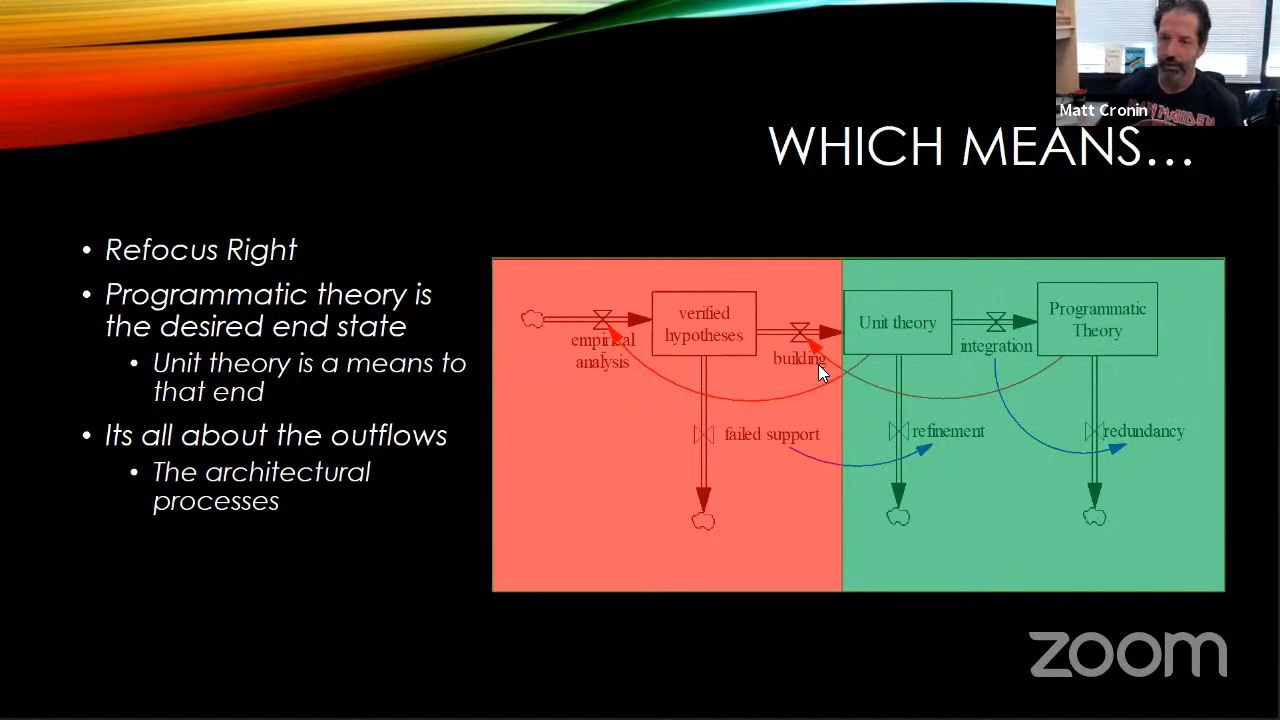 Matt Cronin
IRON MAIDEN
WHICH MEANS...
• Refocus Right
• Programmatic theory is
the desired end state
• Unit theory is a means to
that end
• Its all about the outflows
• The architectural
processes
verified
hypotheses
empirical
analysis
building
Unit theory
integration
Programmatic
Theory
failed support
refinement
redundancy
zoom